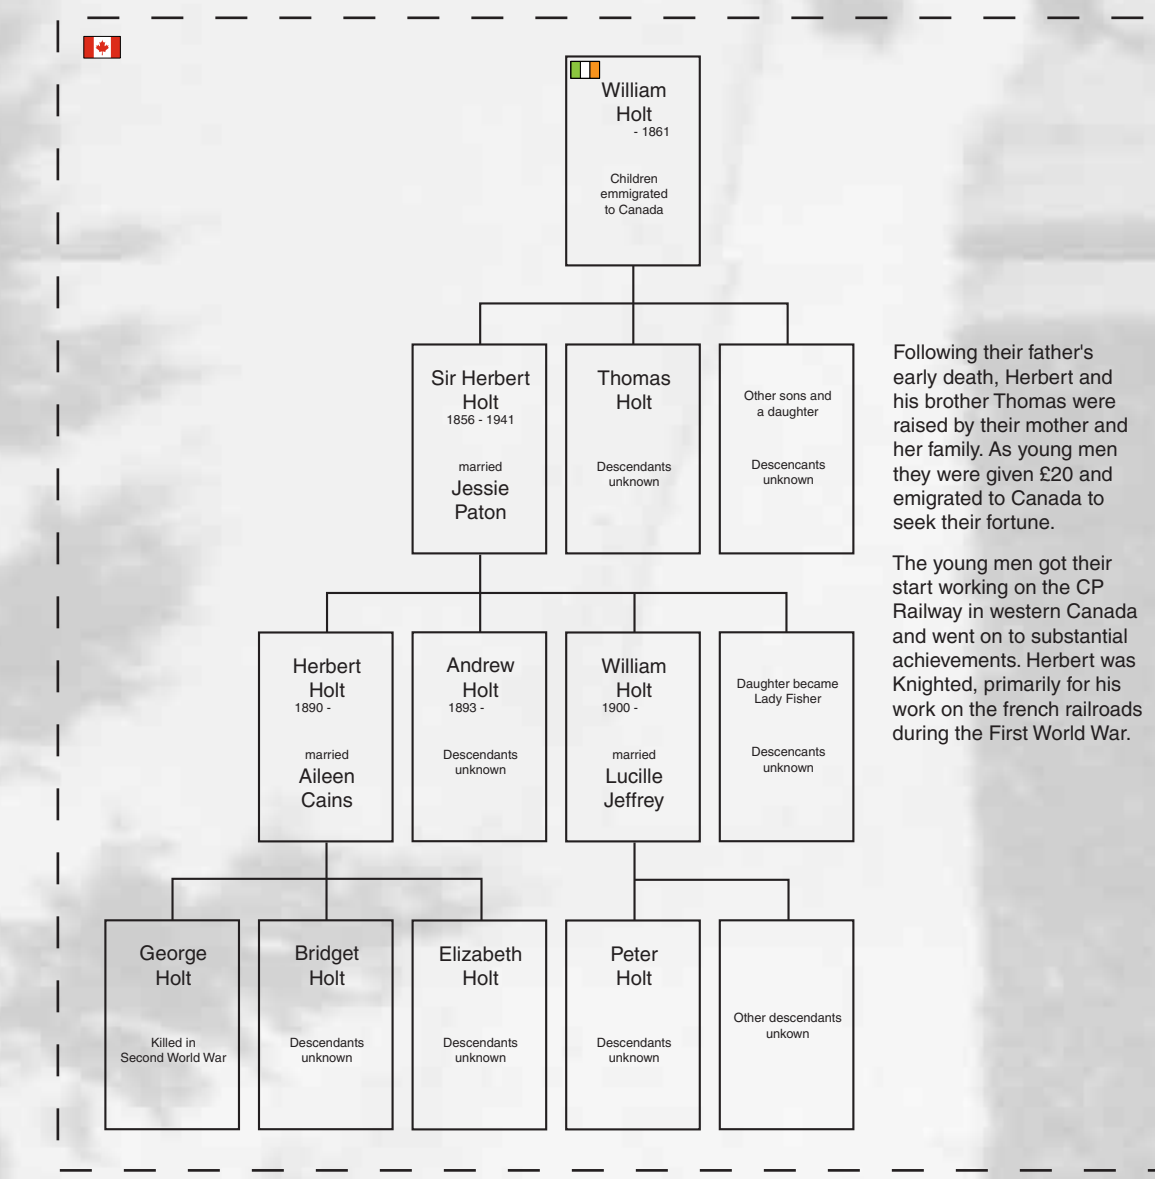 William
Holt
- 1861
Children
emmigrated
to Canada
Sir Herbert
Holt
1856 - 1941
married
Jessie
Paton
Thomas
Holt
Descendants
unknown
Other sons and
a daughter
Descencants
unknown
Following their father's
early death, Herbert and
his brother Thomas were
raised by their mother and
her family. As young men
they were given £20 and
emigrated to Canada to
seek their fortune.
The young men got their
start working on the CP
Railway in western Canada
and went on to substantial
achievements. Herbert was
Knighted, primarily for his
work on the french railroads
during the First World War.
Herbert
Holt
1890 -
married
Aileen
Cains
Andrew
Holt
1893 -
Descendants
unknown
William
Holt
1900 -
married
Lucille
Jeffrey
Daughter became
Lady Fisher
Descencants
unknown
George
Holt
Killed in
Second World War
Bridget
Holt
Descendants
unknown
Elizabeth
Holt
Descendants
unknown
Peter
Holt
Descendants
unknown
Other descendants
unkown